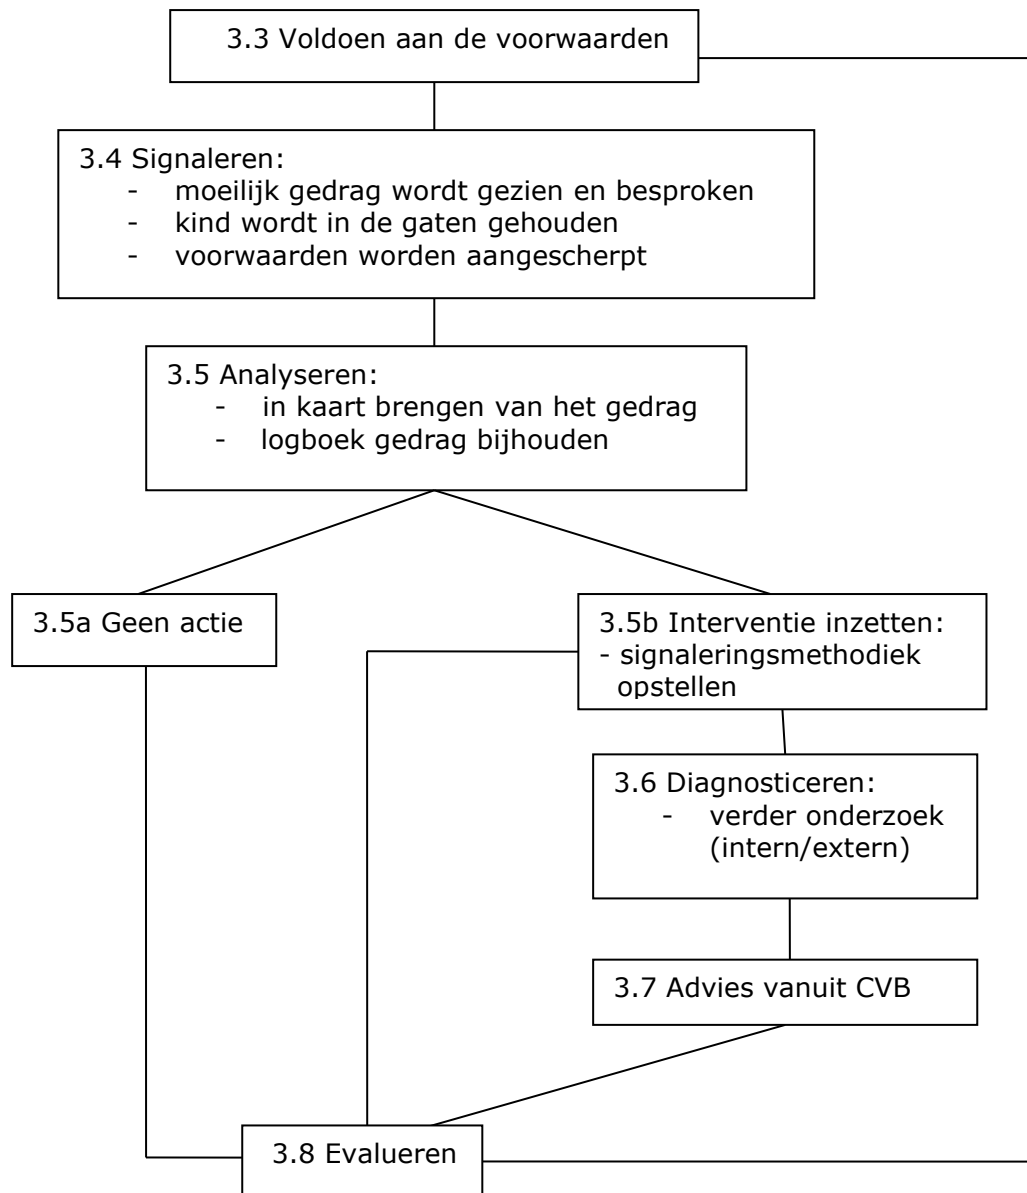 3.3 Voldoen aan de voorwaarden
3.4 Signaleren:
- moeilijk gedrag wordt gezien en besproken
- kind wordt in de gaten gehouden
- voorwaarden worden aangescherpt
3.5 Analyseren:
- in kaart brengen van het gedrag
- logboek gedrag bijhouden
3.5a Geen actie
3.5b Interventie inzetten:
- signaleringsmethodiek
opstellen
3.6 Diagnosticeren:
- verder onderzoek
(intern/extern)
3.7 Advies vanuit CVB
3.8 Evalueren